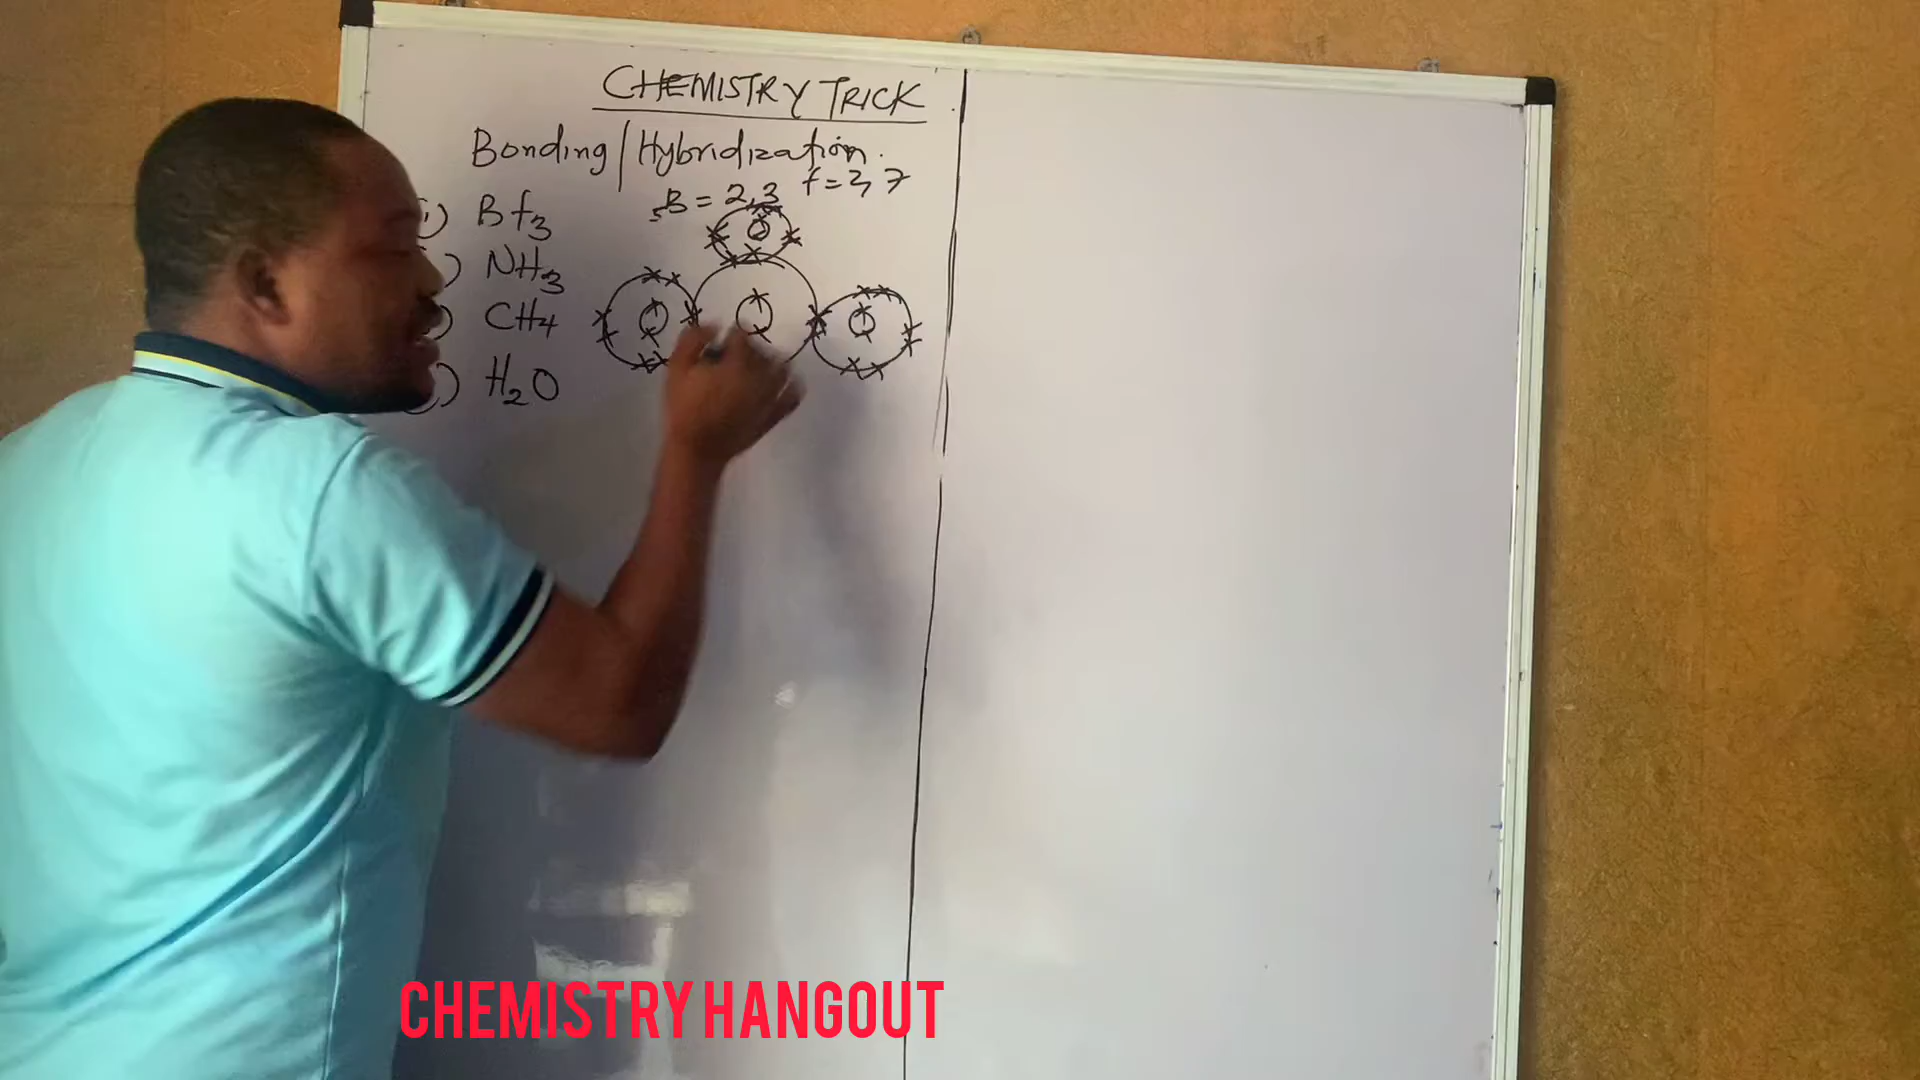 CHEMISTRY TRICK
Bonding / Hybridization.
B = 2,3 f = 2,7
i) Bf3
) NH3
) CH4
) H2O
CHEMISTRY HANGOUT